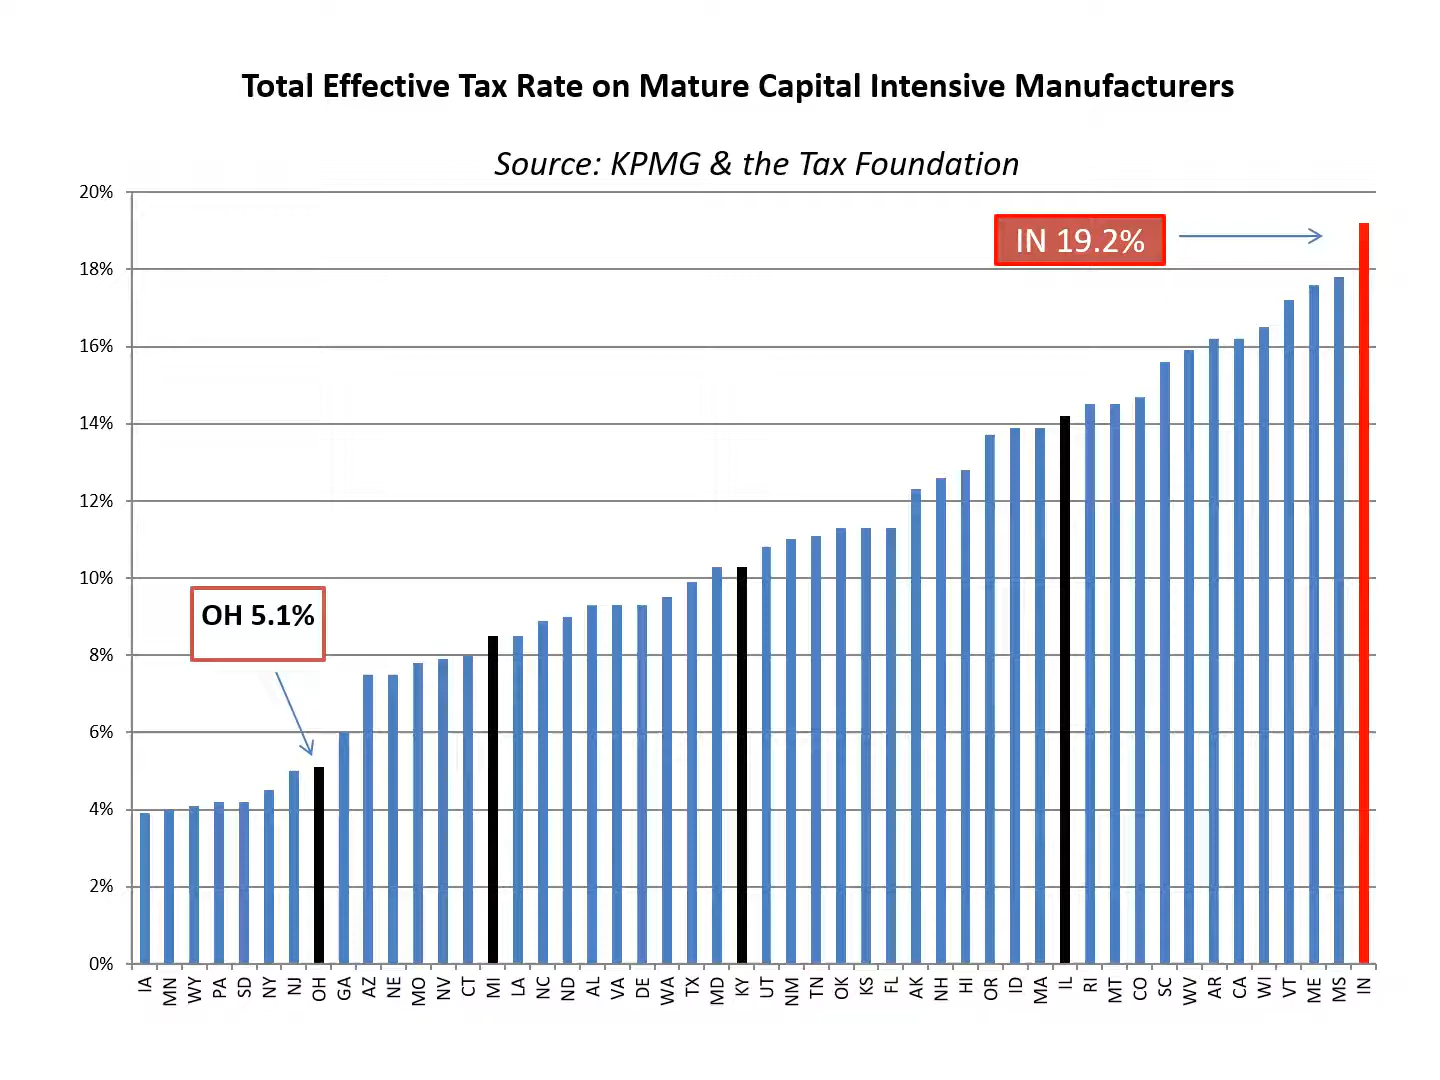 Total Effective Tax Rate on Mature Capital Intensive Manufacturers
Source: KPMG & the Tax Foundation
20%
18%
16%
14%
12%
10%
8%
6%
4%
2%
0%
IN 19.2%
OH 5.1%
IA MN WY PA SD NY NJ OH GA AZ NE MO NV CT MI LA NC ND AL VA DE WA TX MD KY UT NM TN OK KS FL AK NH HI OR ID MA IL RI MT CO SC WV AR CA WI VT ME MS IN